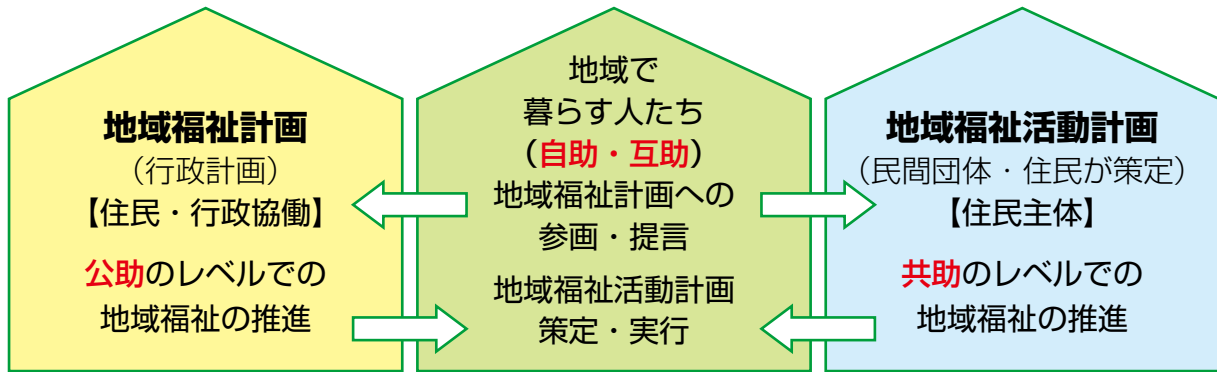 地域福祉計画
（行政計画）
【住民・行政協働】
公助のレベルでの
地域福祉の推進
地域で
暮らす人たち
（自助・互助）
地域福祉計画への
参画・提言
地域福祉活動計画
策定・実行
地域福祉活動計画
（民間団体・住民が策定）
【住民主体】
共助のレベルでの
地域福祉の推進